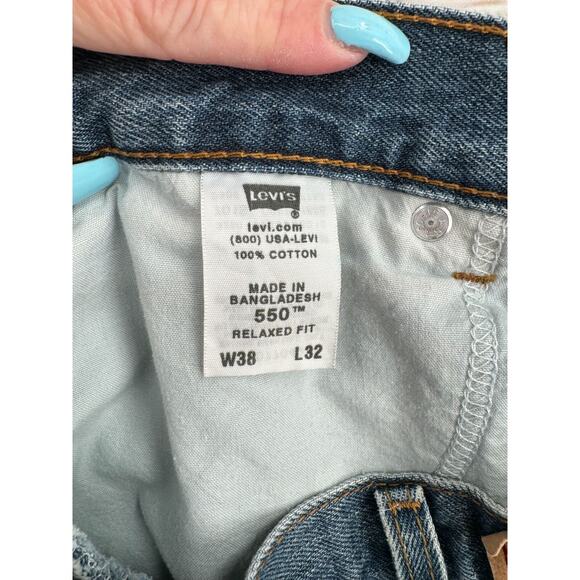 Levi's
®
levi.com
(800) USA-LEVI
100% COTTON
MADE IN
BANGLADESH
550™
RELAXED FIT
W38 L32